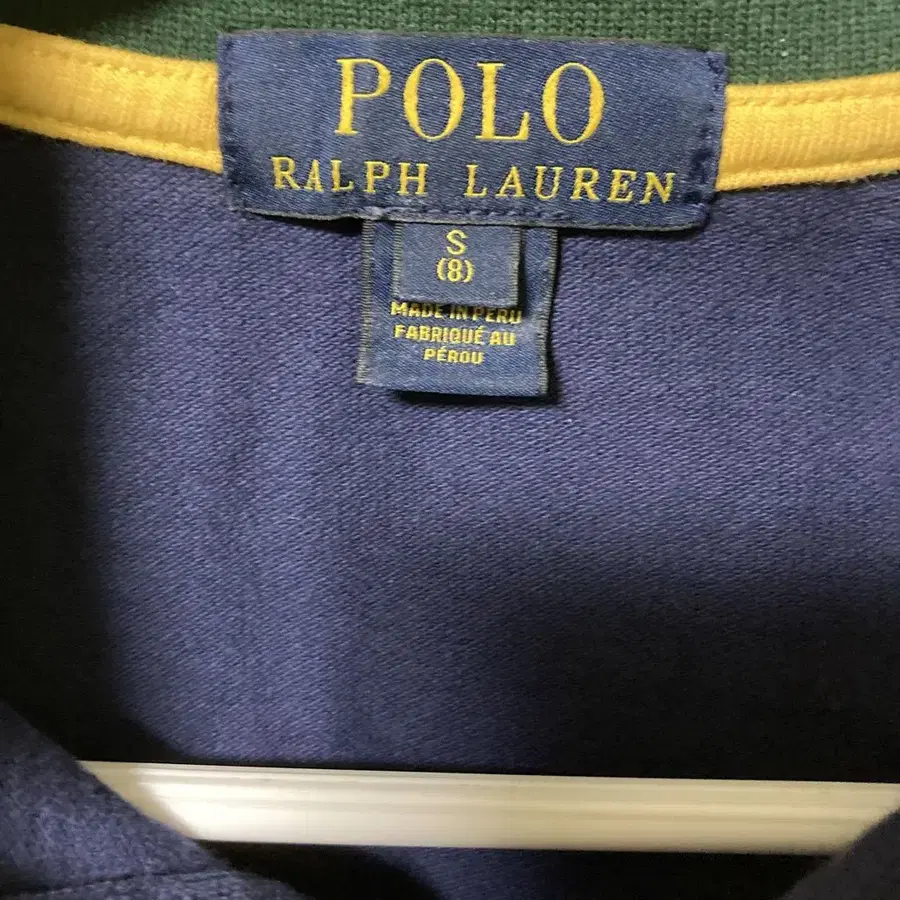 POLO
RALPH LAUREN
S
(8)
MADE IN PERU
FABRIQUÉ AU
PÉROU